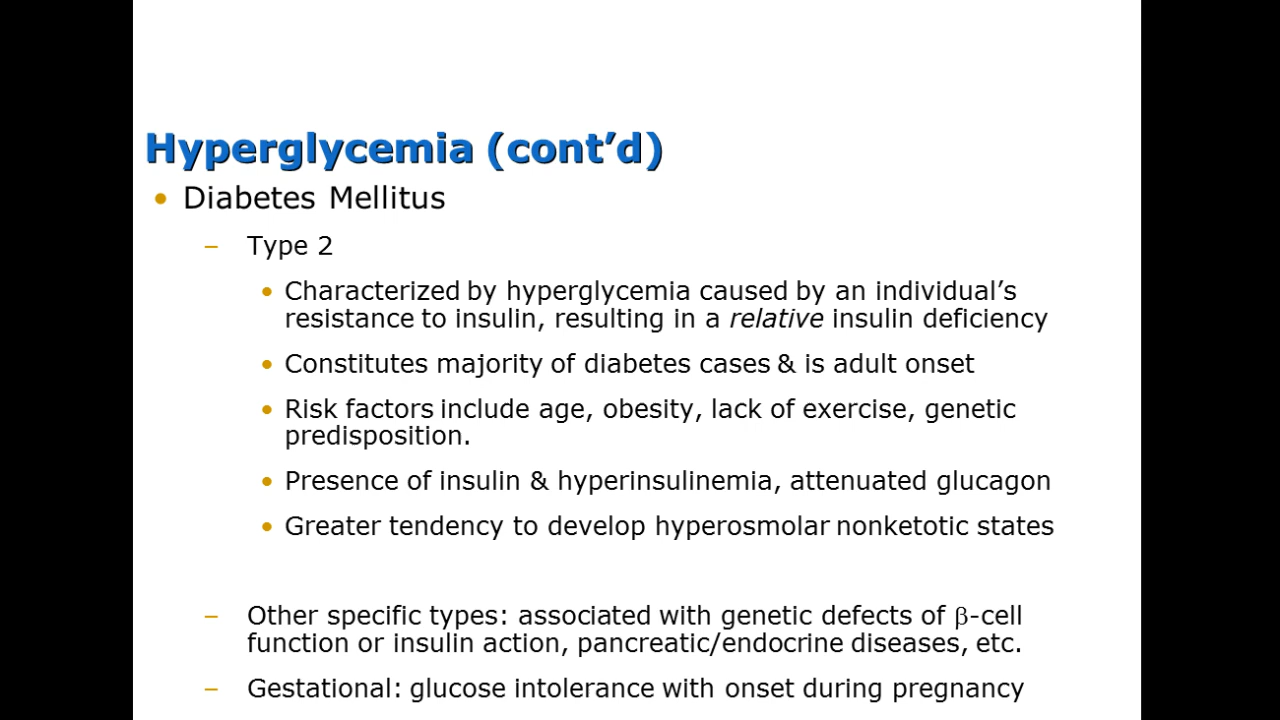 Hyperglycemia (cont’d)
• Diabetes Mellitus
– Type 2
• Characterized by hyperglycemia caused by an individual’s
resistance to insulin, resulting in a relative insulin deficiency
• Constitutes majority of diabetes cases & is adult onset
• Risk factors include age, obesity, lack of exercise, genetic
predisposition.
• Presence of insulin & hyperinsulinemia, attenuated glucagon
• Greater tendency to develop hyperosmolar nonketotic states
– Other specific types: associated with genetic defects of β-cell
function or insulin action, pancreatic/endocrine diseases, etc.
– Gestational: glucose intolerance with onset during pregnancy